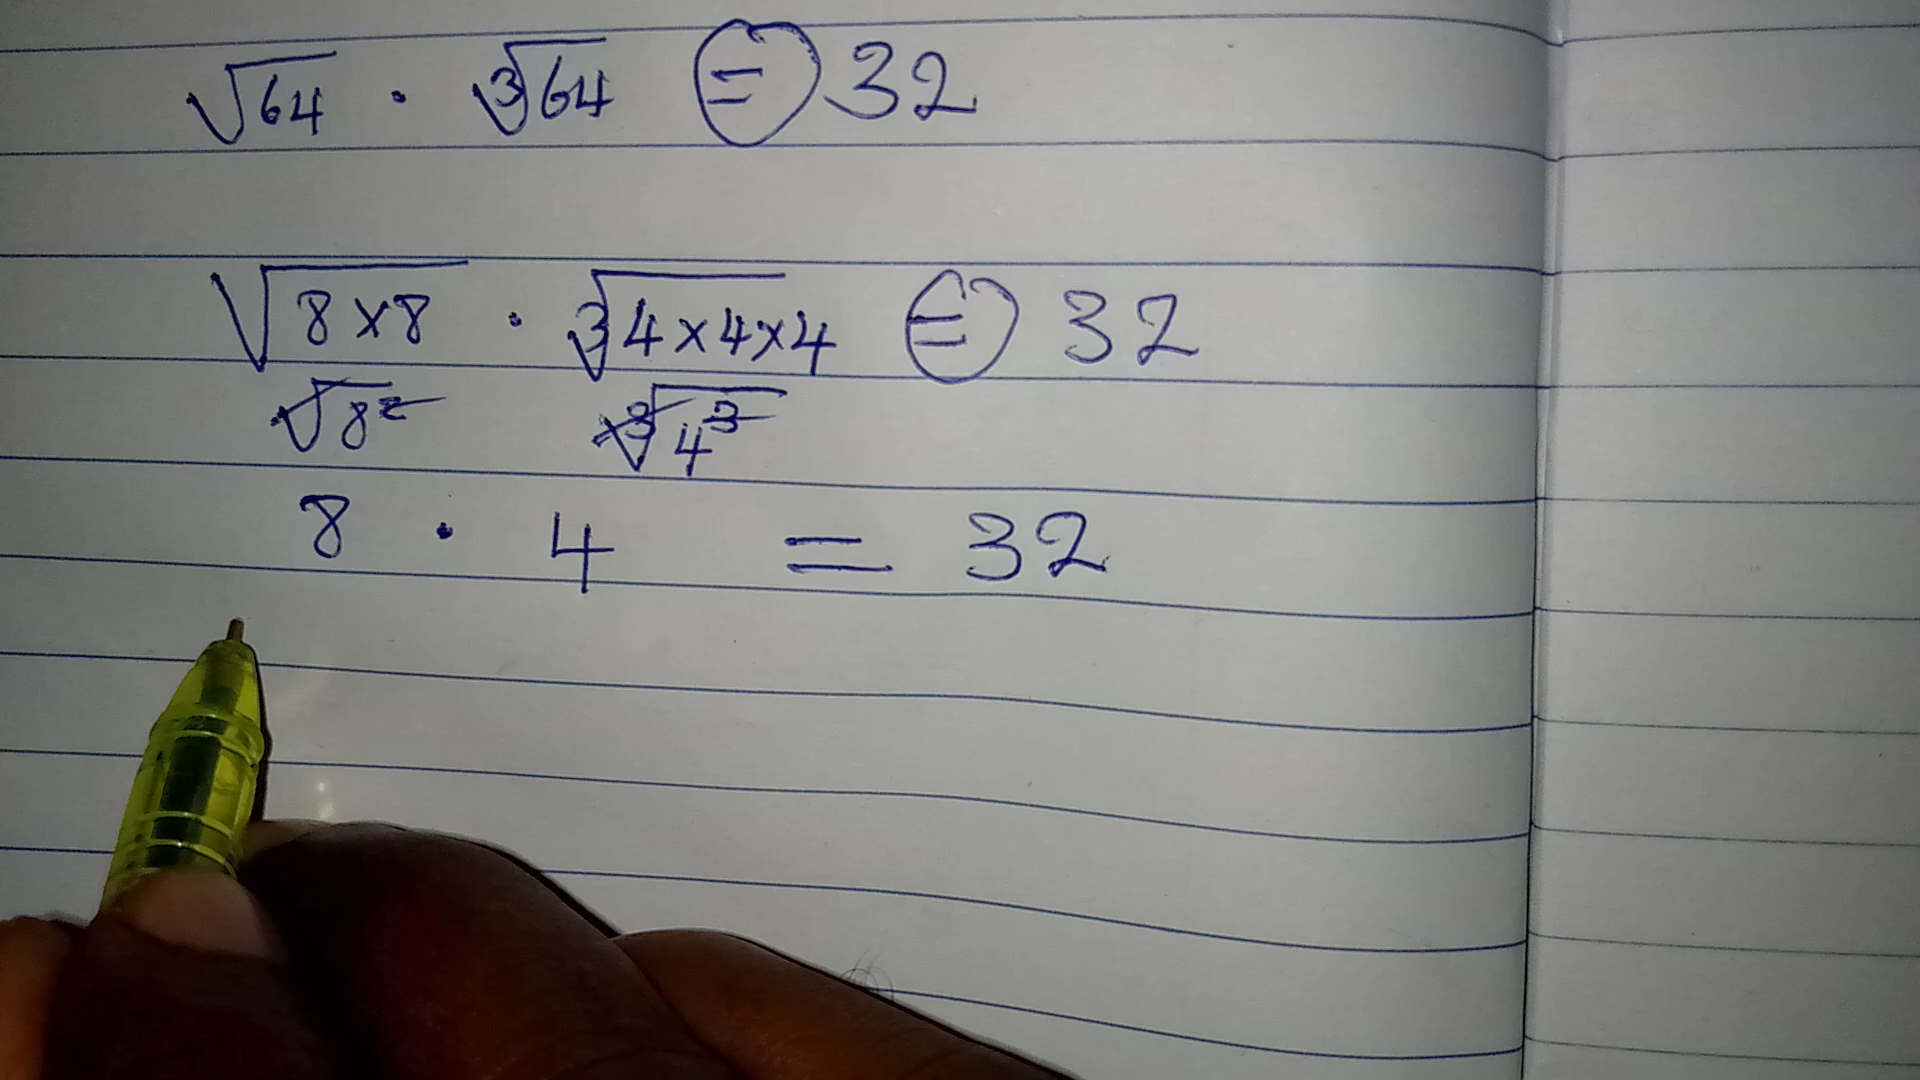 √64 · ∛64 = 32
√8×8 · ∛4×4×4 = 32
√8² ∛4³
8 · 4 = 32